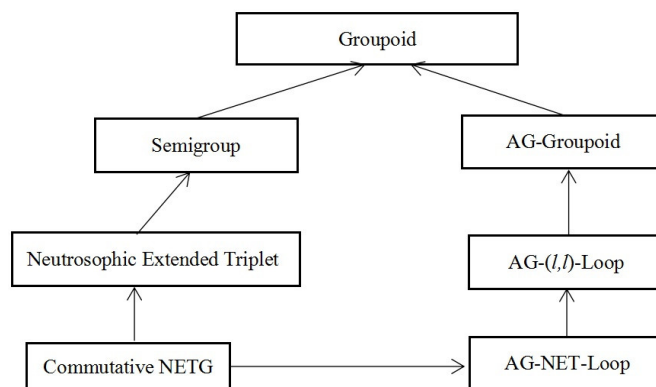 Groupoid
Semigroup
AG-Groupoid
Neutrosophic Extended Triplet
AG-(l,l)-Loop
Commutative NETG
AG-NET-Loop